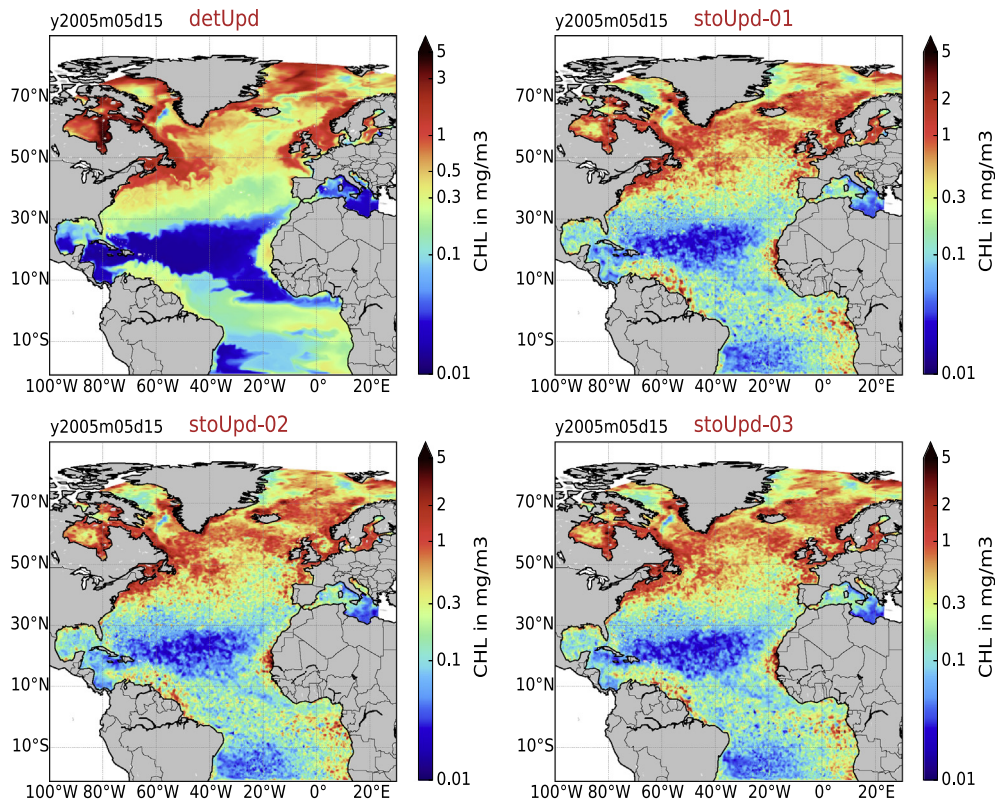 y2005m05d15 detUpd
70°N
50°N
30°N
10°N
10°S
100°W 80°W 60°W 40°W 20°W 0° 20°E
5
3
1
0.5
0.3
0.1
0.01
CHL in mg/m3
y2005m05d15 stoUpd-01
70°N
50°N
30°N
10°N
10°S
100°W 80°W 60°W 40°W 20°W 0° 20°E
5
2
1
0.3
0.1
0.01
CHL in mg/m3
y2005m05d15 stoUpd-02
70°N
50°N
30°N
10°N
10°S
100°W 80°W 60°W 40°W 20°W 0° 20°E
5
2
1
0.3
0.1
0.01
CHL in mg/m3
y2005m05d15 stoUpd-03
70°N
50°N
30°N
10°N
10°S
100°W 80°W 60°W 40°W 20°W 0° 20°E
5
2
1
0.3
0.1
0.01
CHL in mg/m3